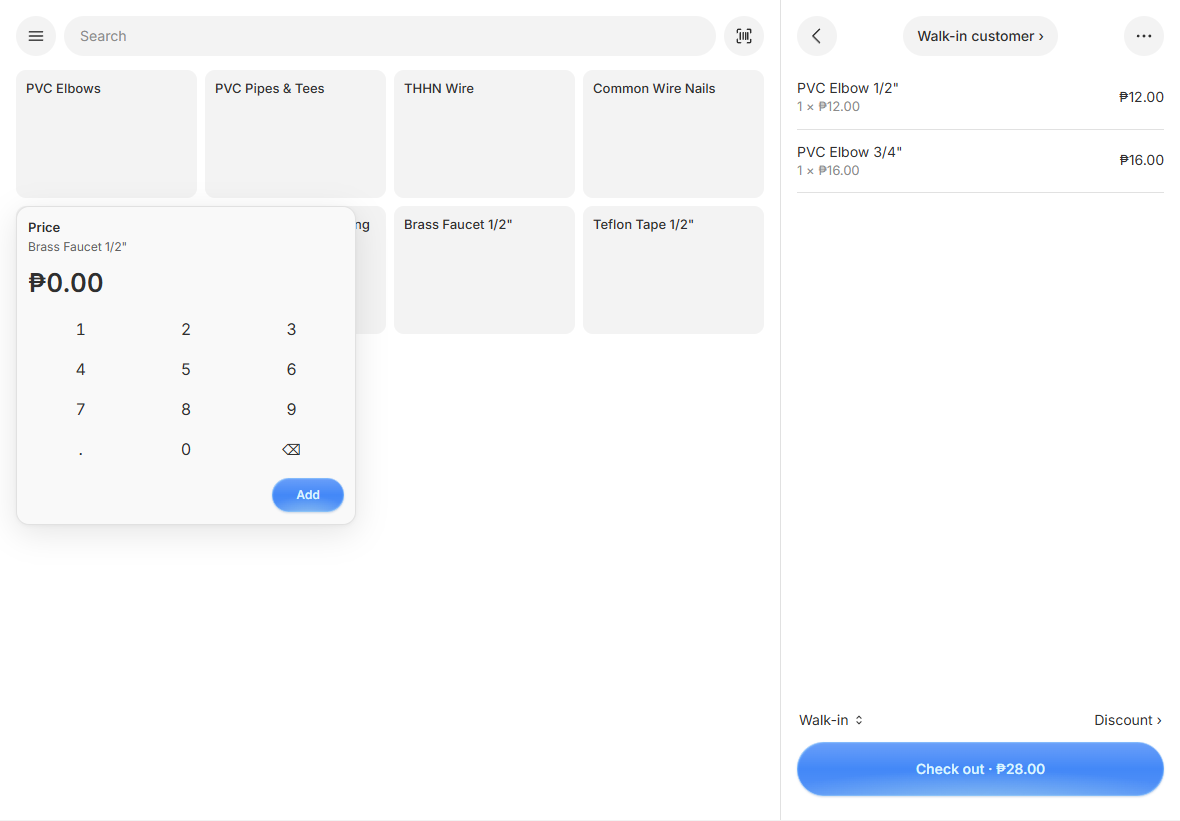 Search
Walk-in customer ›
PVC Elbows
PVC Pipes & Tees
THHN Wire
Common Wire Nails
PVC Elbow 1/2"
1 × ₱12.00
₱12.00
PVC Elbow 3/4"
1 × ₱16.00
₱16.00
Price
Brass Faucet 1/2"
₱0.00
1 2 3
4 5 6
7 8 9
. 0 ⌫
Add
ng
Brass Faucet 1/2"
Teflon Tape 1/2"
Walk-in
Discount ›
Check out · ₱28.00